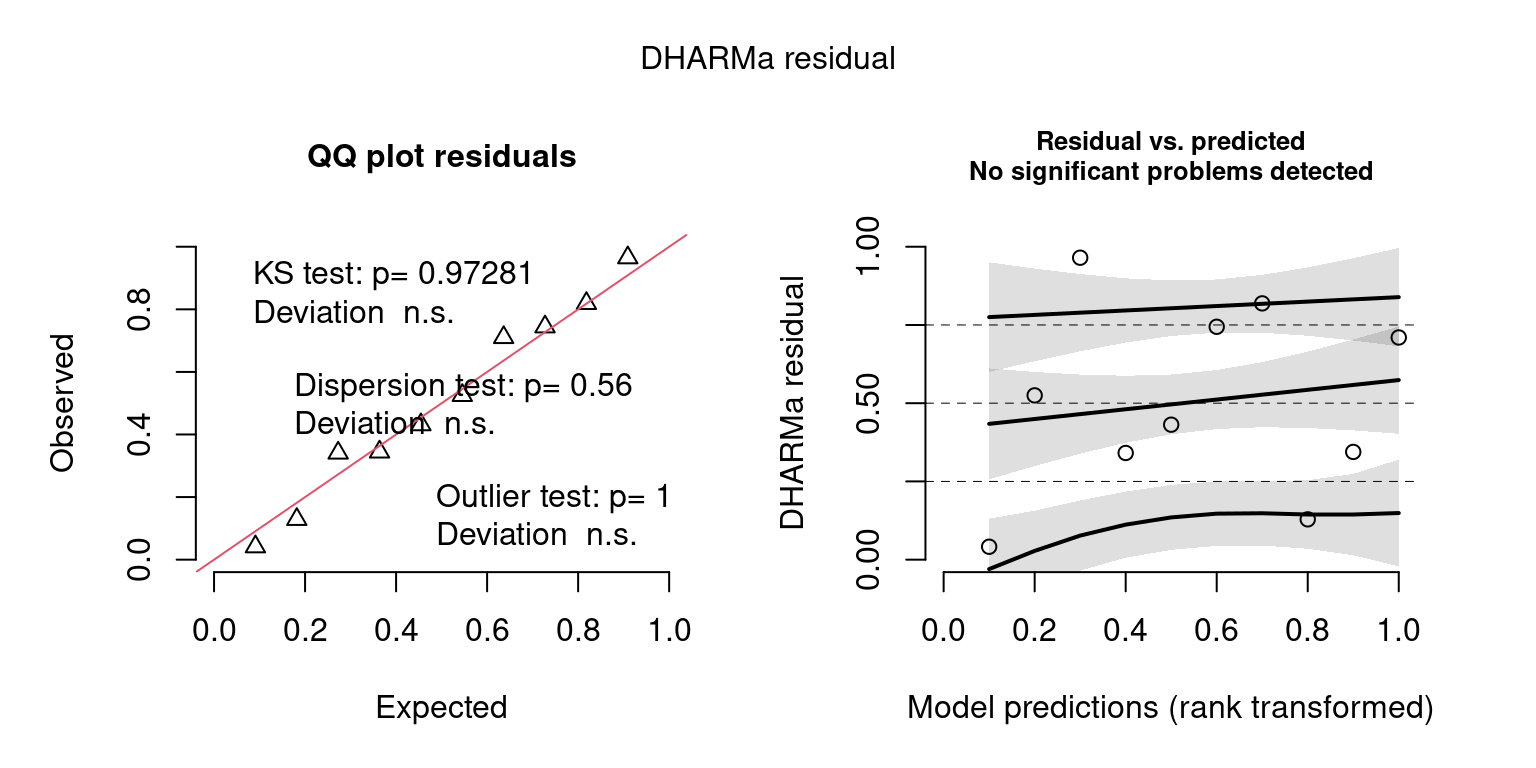 DHARMa residual
QQ plot residuals
KS test: p= 0.97281
Deviation n.s.
Dispersion test: p= 0.56
Deviation n.s.
Outlier test: p= 1
Deviation n.s.
Observed
0.0
0.4
0.8
0.0 0.2 0.4 0.6 0.8 1.0
Expected
Residual vs. predicted
No significant problems detected
DHARMa residual
0.00
0.50
1.00
0.0 0.2 0.4 0.6 0.8 1.0
Model predictions (rank transformed)